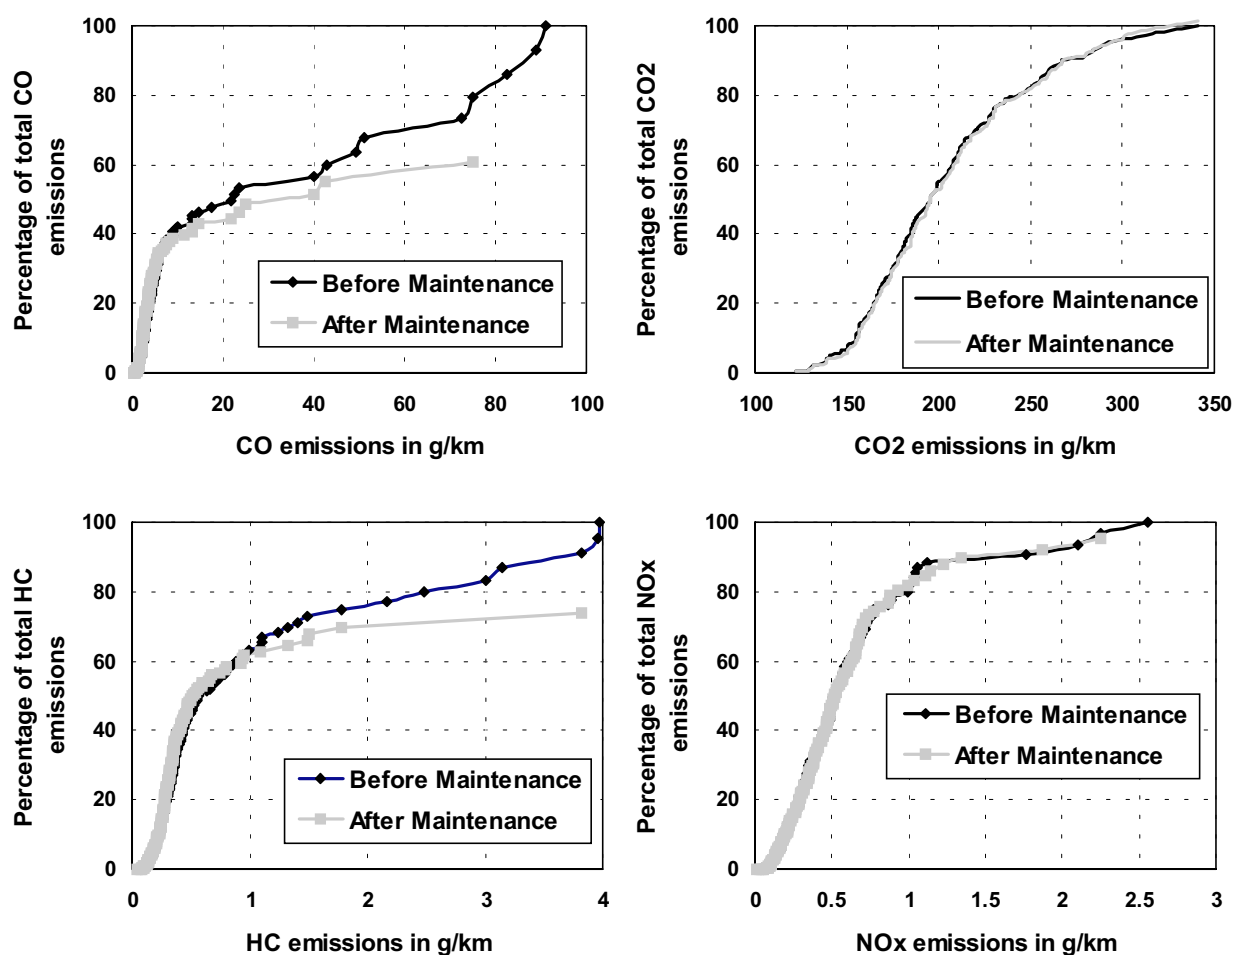 Percentage of total CO
emissions
100
80
60
40
20
0
Before Maintenance
After Maintenance
0 20 40 60 80 100
CO emissions in g/km
Percentage of total CO2
emissions
100
80
60
40
20
0
Before Maintenance
After Maintenance
100 150 200 250 300 350
CO2 emissions in g/km
Percentage of total HC
emissions
100
80
60
40
20
0
Before Maintenance
After Maintenance
0 1 2 3 4
HC emissions in g/km
Percentage of total NOx
emissions
100
80
60
40
20
0
Before Maintenance
After Maintenance
0 0.5 1 1.5 2 2.5 3
NOx emissions in g/km